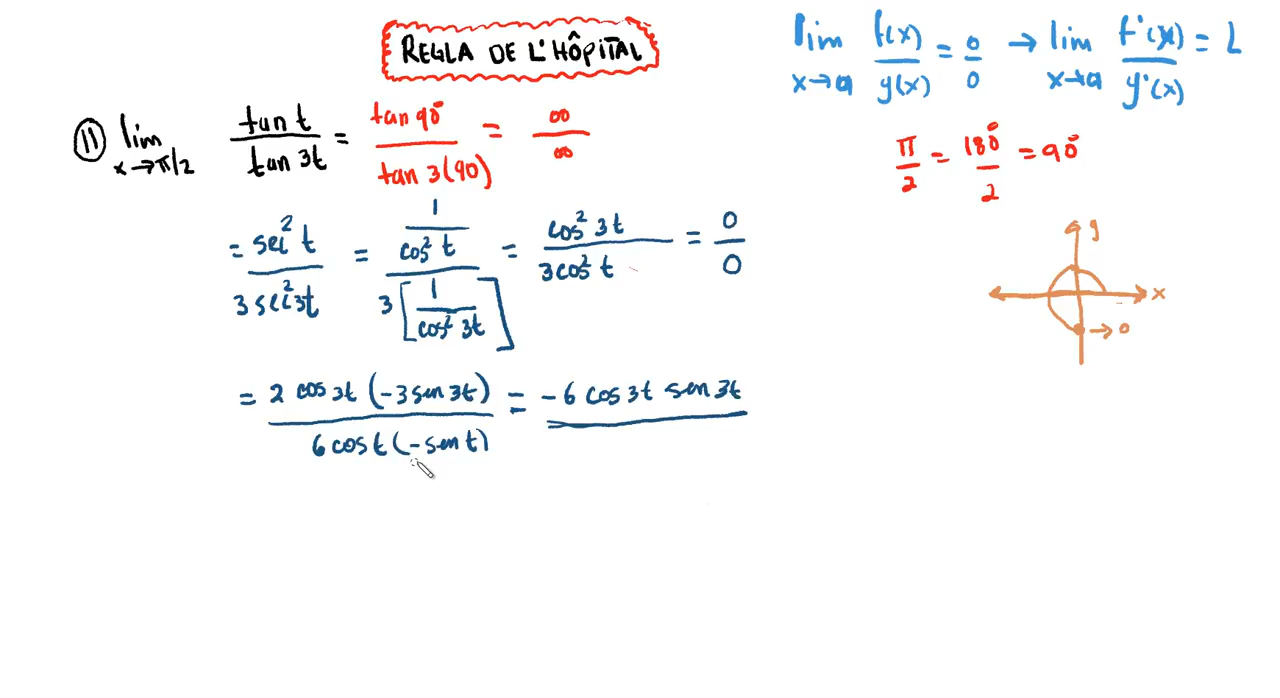 REGLA DE L'HÔPITAL
lim x→a f(x)/g(x) = 0/0 → lim x→a f'(x)/g'(x) = L
11 lim x→π/2 tan t / tan 3t = tan 90° / tan 3(90) = ∞/∞
π/2 = 180°/2 = 90°
= sec² t / 3 sec² 3t = 1/cos² t / 3 [1/cos² 3t] = cos² 3t / 3cos² t = 0/0
y
x
→ 0
= 2 cos 3t (-3 sen 3t) / 6 cos t (-sen t) = -6 cos 3t sen 3t